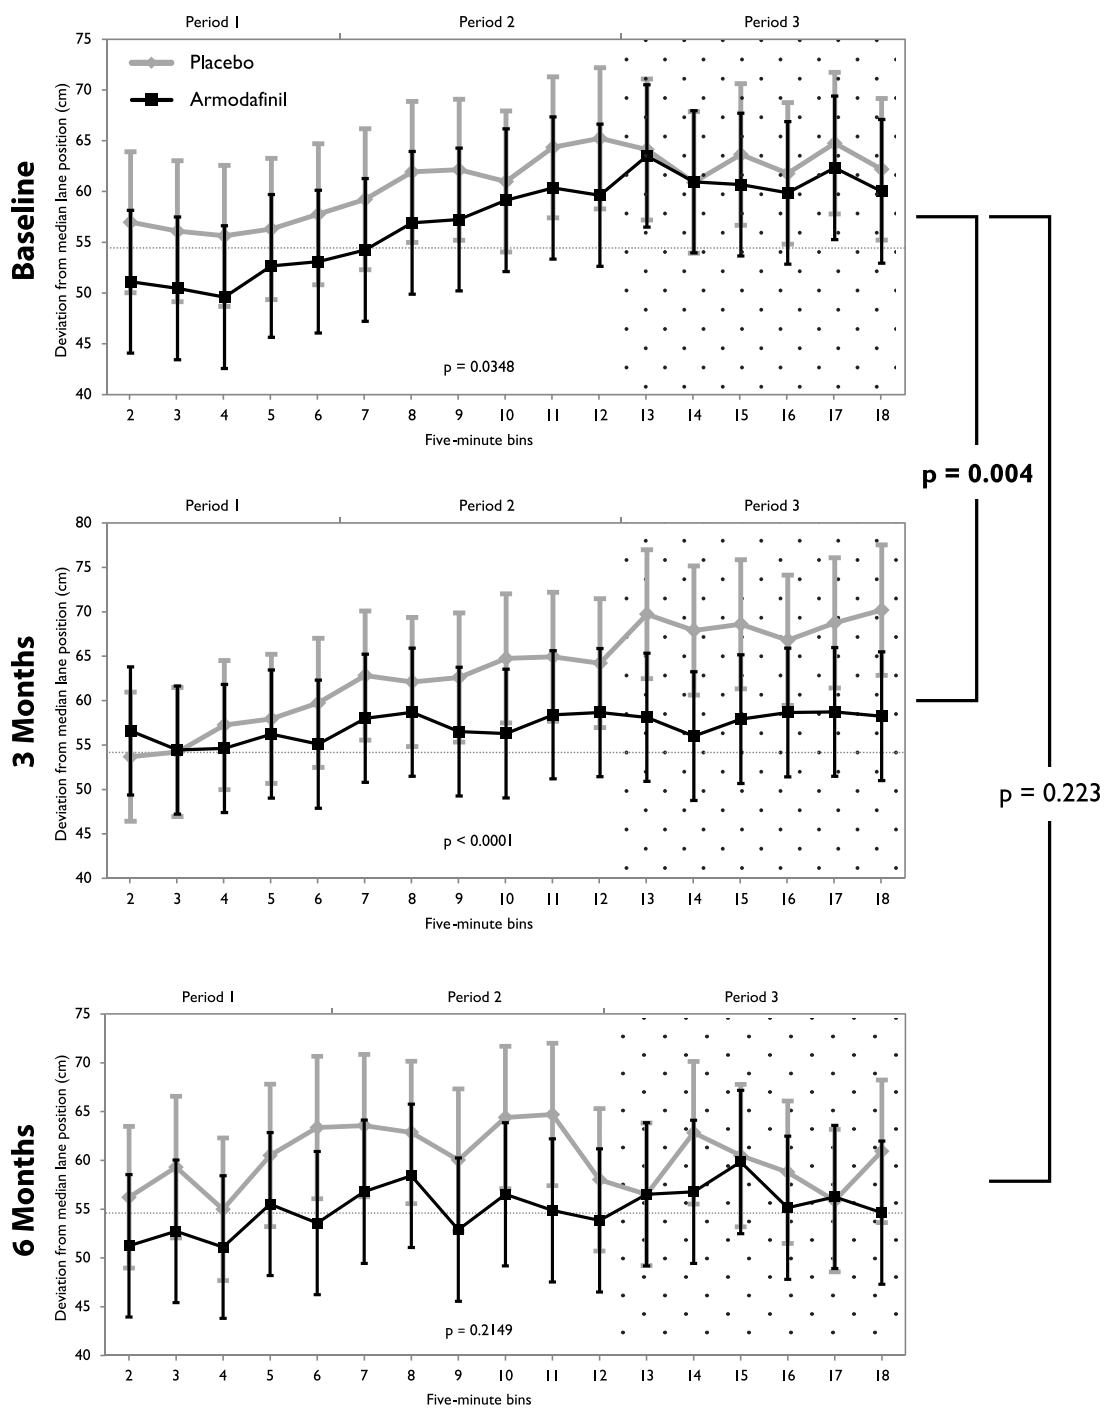 Period 1 Period 2 Period 3
75
70
65
60
55
50
45
40
Placebo
Armodafinil
Baseline
Deviation from median lane position (cm)
p = 0.0348
2 3 4 5 6 7 8 9 10 11 12 13 14 15 16 17 18
Five-minute bins
p = 0.004
Period 1 Period 2 Period 3
80
75
70
65
60
55
50
45
40
3 Months
Deviation from median lane position (cm)
p < 0.0001
2 3 4 5 6 7 8 9 10 11 12 13 14 15 16 17 18
Five-minute bins
p = 0.223
Period 1 Period 2 Period 3
75
70
65
60
55
50
45
40
6 Months
Deviation from median lane position (cm)
p = 0.2149
2 3 4 5 6 7 8 9 10 11 12 13 14 15 16 17 18
Five-minute bins